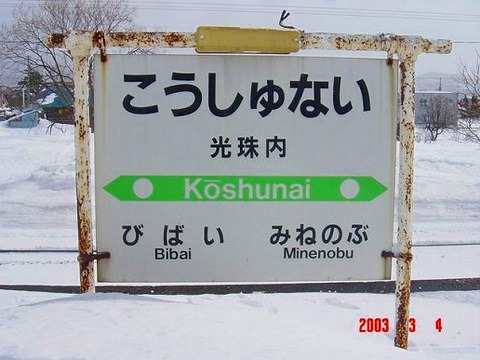 こうしゅない
光珠内
Kōshunai
びばい みねのぶ
Bibai Minenobu
2003 3 4